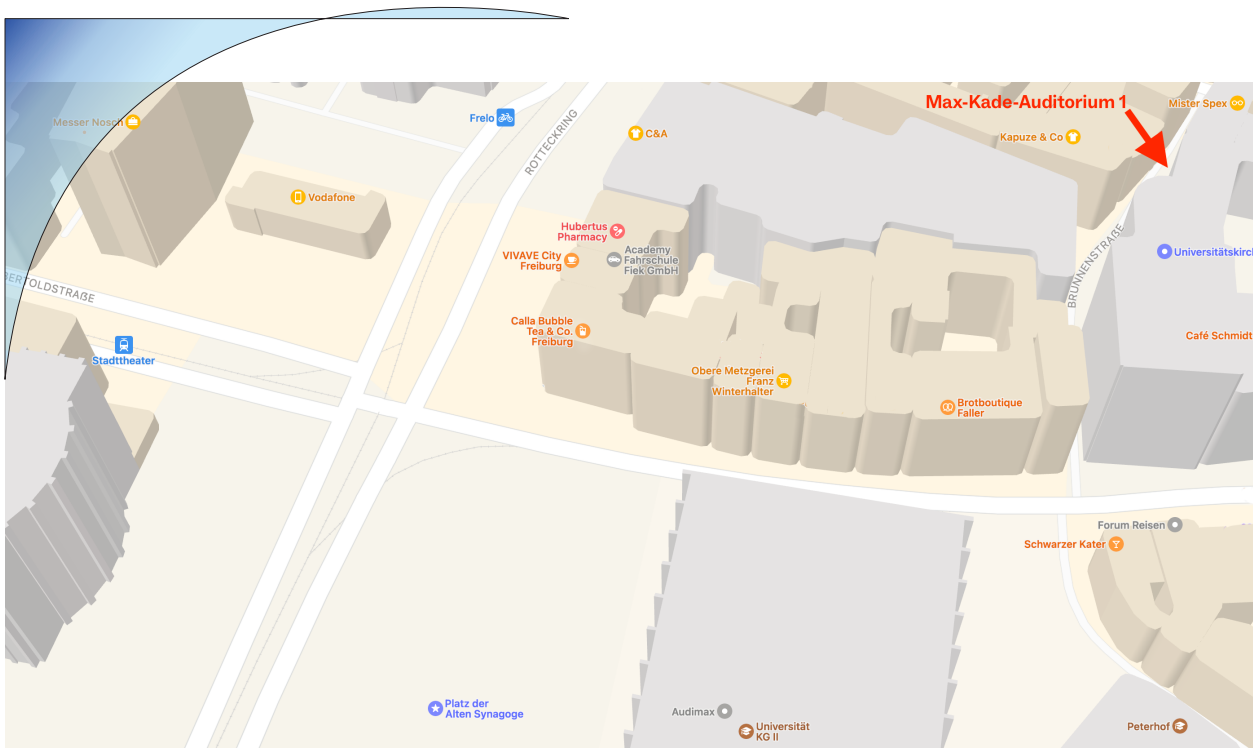 Max-Kade-Auditorium 1
Mister Spex
Messer Nosch
Frelo
C&A
Kapuze & Co
ROTTECKRING
Vodafone
Hubertus
Pharmacy
Academy
Fahrschule
Fiek GmbH
VIVAVE City
Freiburg
BRUNNENSTRAßE
Universitätskirch
BERTOLDSTRAßE
Calla Bubble
Tea & Co.
Freiburg
Stadttheater
Café Schmidt
Obere Metzgerei
Franz
Winterhalter
Brotboutique
Faller
Forum Reisen
Schwarzer Kater
Platz der
Alten Synagoge
Audimax
Universität
KG II
Peterhof